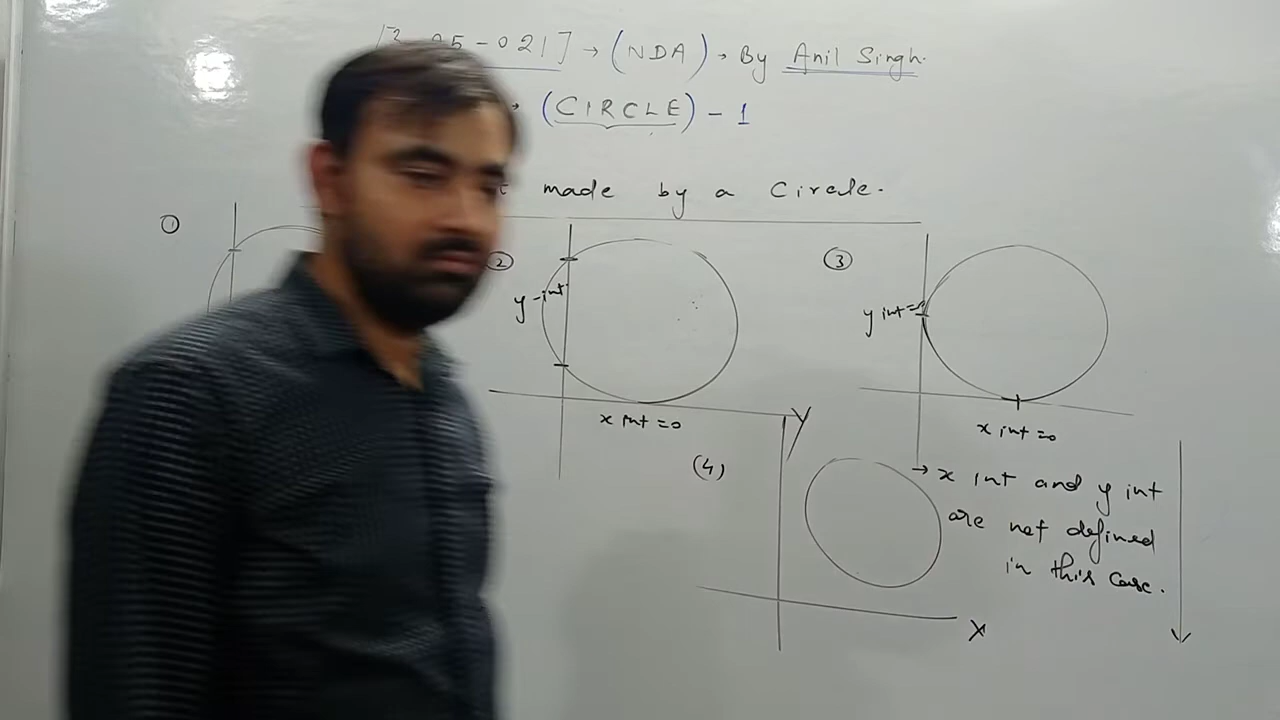 05-021] → (NDA) → By Anil Singh.
→ (CIRCLE) - 1
made by a Circle.
① ② ③
y-int
y int =0
x int =0
x int =0
(4) Y
→ x int and y int
are not defined
in this case.
X